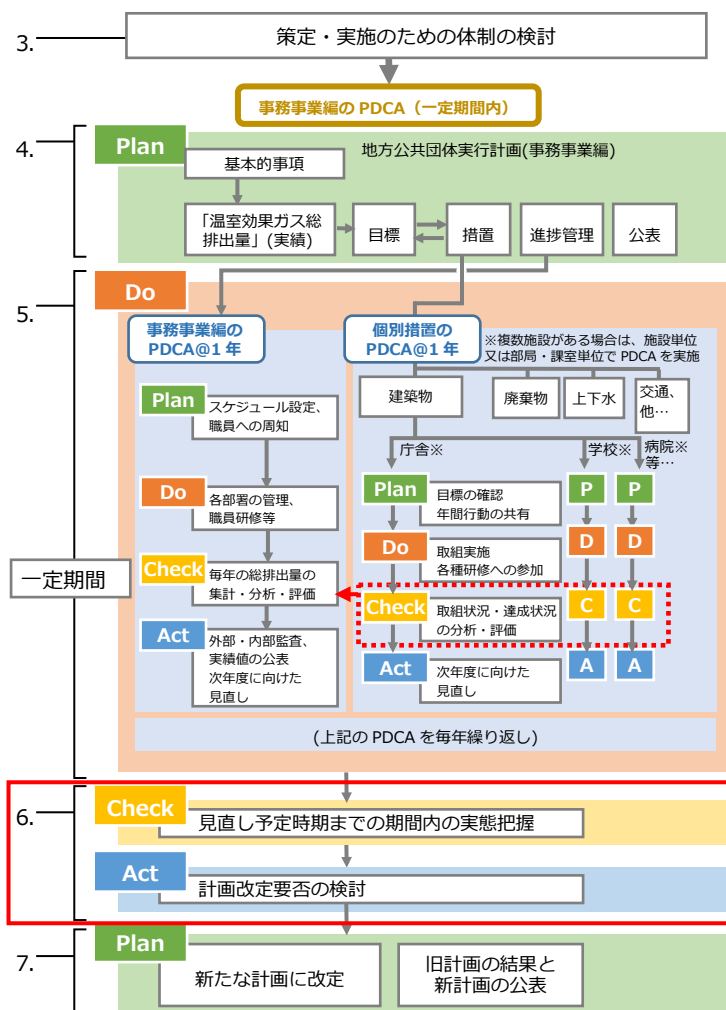 3.
策定・実施のための体制の検討
事務事業編の PDCA（一定期間内）
4.
Plan
地方公共団体実行計画(事務事業編)
基本的事項
「温室効果ガス総
排出量」(実績)
目標
措置
進捗管理
公表
5.
Do
事務事業編の
PDCA@1 年
個別措置の
PDCA@1 年
※複数施設がある場合は、施設単位
又は部局・課室単位で PDCA を実施
建築物
廃棄物
上下水
交通、
他…
Plan
スケジュール設定、
職員への周知
Do
各部署の管理、
職員研修等
Check
毎年の総排出量の
集計・分析・評価
Act
外部・内部監査、
実績値の公表
次年度に向けた
見直し
庁舎※
学校※
病院※
等…
Plan
目標の確認
年間行動の共有
P
P
Do
取組実施
各種研修への参加
D
D
Check
取組状況・達成状況
の分析・評価
C
C
Act
次年度に向けた
見直し
A
A
一定期間
(上記の PDCA を毎年繰り返し)
6.
Check
見直し予定時期までの期間内の実態把握
Act
計画改定要否の検討
7.
Plan
新たな計画に改定
旧計画の結果と
新計画の公表